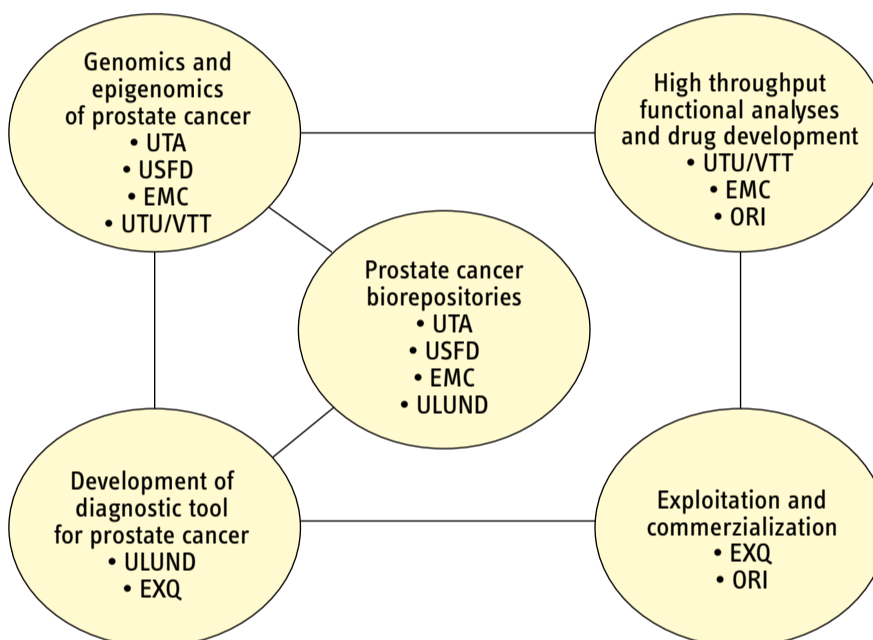 Genomics and
epigenomics
of prostate cancer
• UTA
• USFD
• EMC
• UTU/VTT
High throughput
functional analyses
and drug development
• UTU/VTT
• EMC
• ORI
Prostate cancer
biorepositories
• UTA
• USFD
• EMC
• ULUND
Development of
diagnostic tool
for prostate cancer
• ULUND
• EXQ
Exploitation and
commerzialization
• EXQ
• ORI